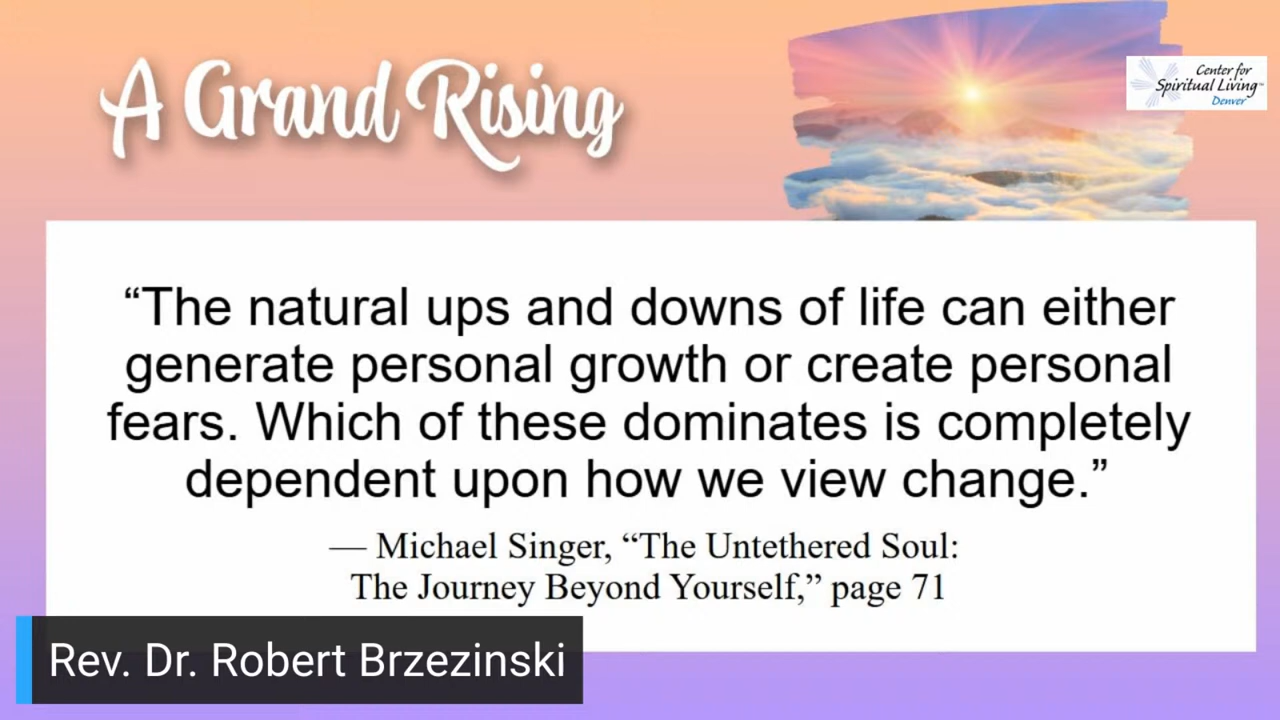 A Grand Rising
Center for
Spiritual Living™
Denver
“The natural ups and downs of life can either
generate personal growth or create personal
fears. Which of these dominates is completely
dependent upon how we view change.”
— Michael Singer, “The Untethered Soul:
The Journey Beyond Yourself,” page 71
Rev. Dr. Robert Brzezinski